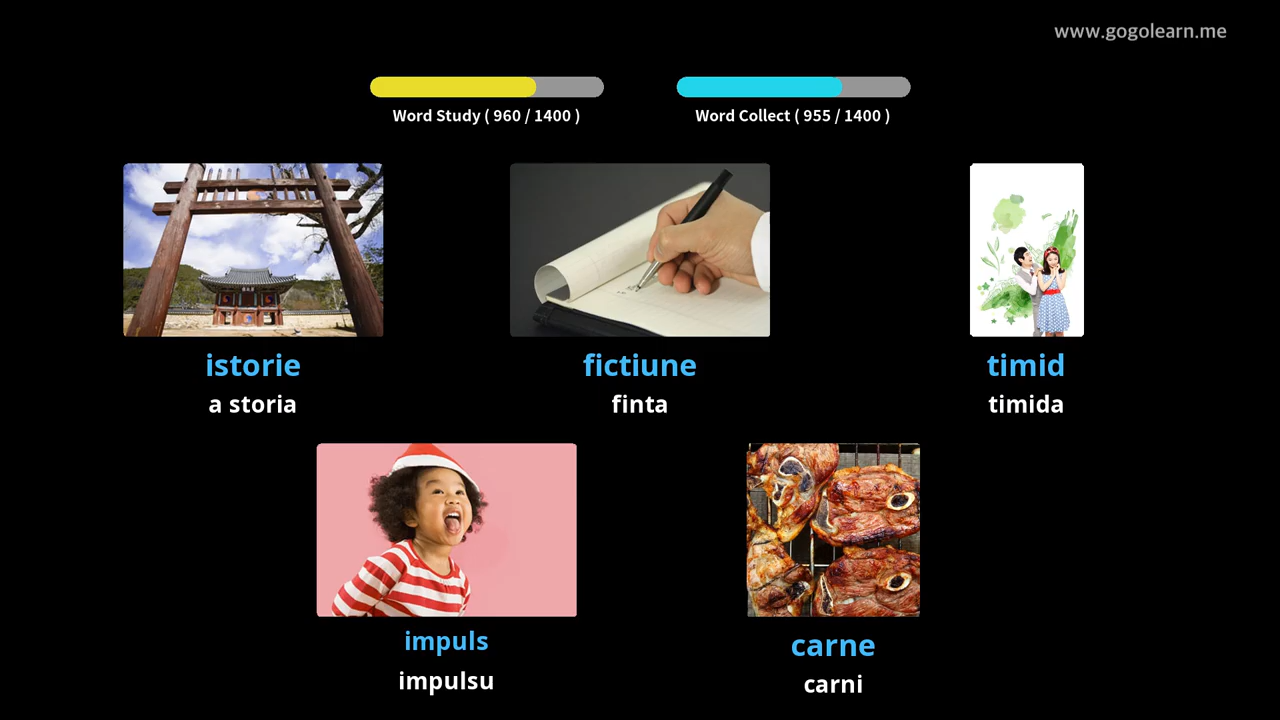 www.gogolearn.me
Word Study ( 960 / 1400 )
Word Collect ( 955 / 1400 )
istorie
a storia
fictiune
finta
timid
timida
impuls
impulsu
carne
carni